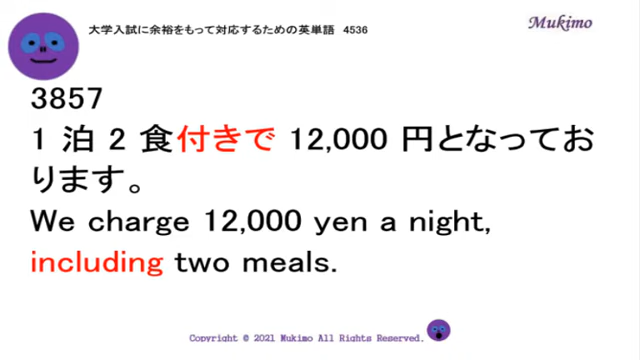 大学入試に余裕をもって対応するための英単語 4536
Mukimo
3857
1 泊 2 食付きで 12,000 円となってお
ります。
We charge 12,000 yen a night,
including two meals.
Copyright © 2021 Mukimo All Rights Reserved.